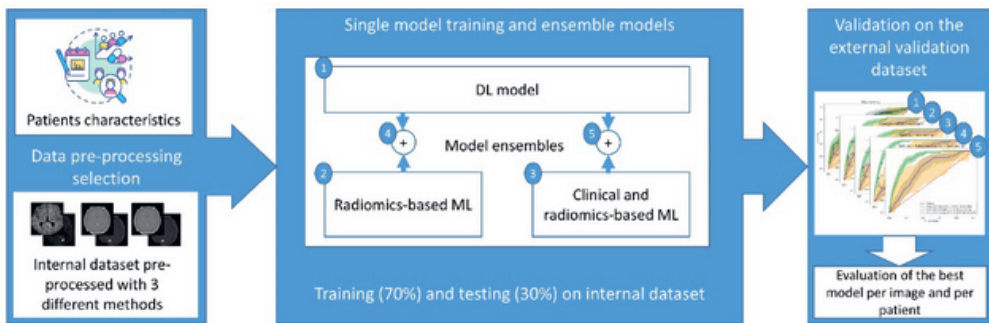 Patients characteristics
Data pre-processing
selection
Internal dataset pre-
processed with 3
different methods
Single model training and ensemble models
1
DL model
4
+
Model ensembles
5
+
2
Radiomics-based ML
3
Clinical and
radiomics-based ML
Training (70%) and testing (30%) on internal dataset
Validation on the
external validation
dataset
1
2
3
4
5
Evaluation of the best
model per image and per
patient